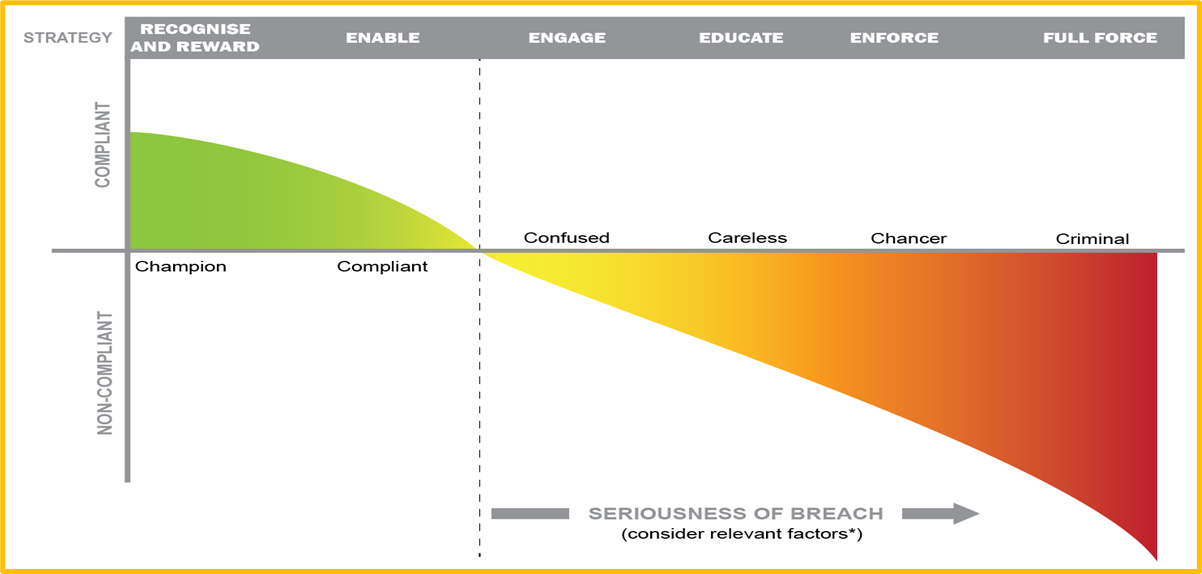 STRATEGY
RECOGNISE
AND REWARD
ENABLE
ENGAGE
EDUCATE
ENFORCE
FULL FORCE
COMPLIANT
Confused
Careless
Chancer
Criminal
Champion
Compliant
NON-COMPLIANT
SERIOUSNESS OF BREACH
(consider relevant factors*)